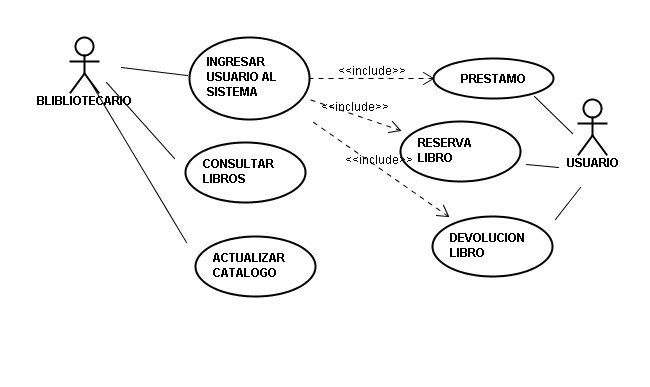 INGRESAR
USUARIO AL
SISTEMA
<<include>>
PRESTAMO
BLIBLIOTECARIO
<<include>>
RESERVA
LIBRO
USUARIO
CONSULTAR
LIBROS
<<include>>
DEVOLUCION
LIBRO
ACTUALIZAR
CATALOGO